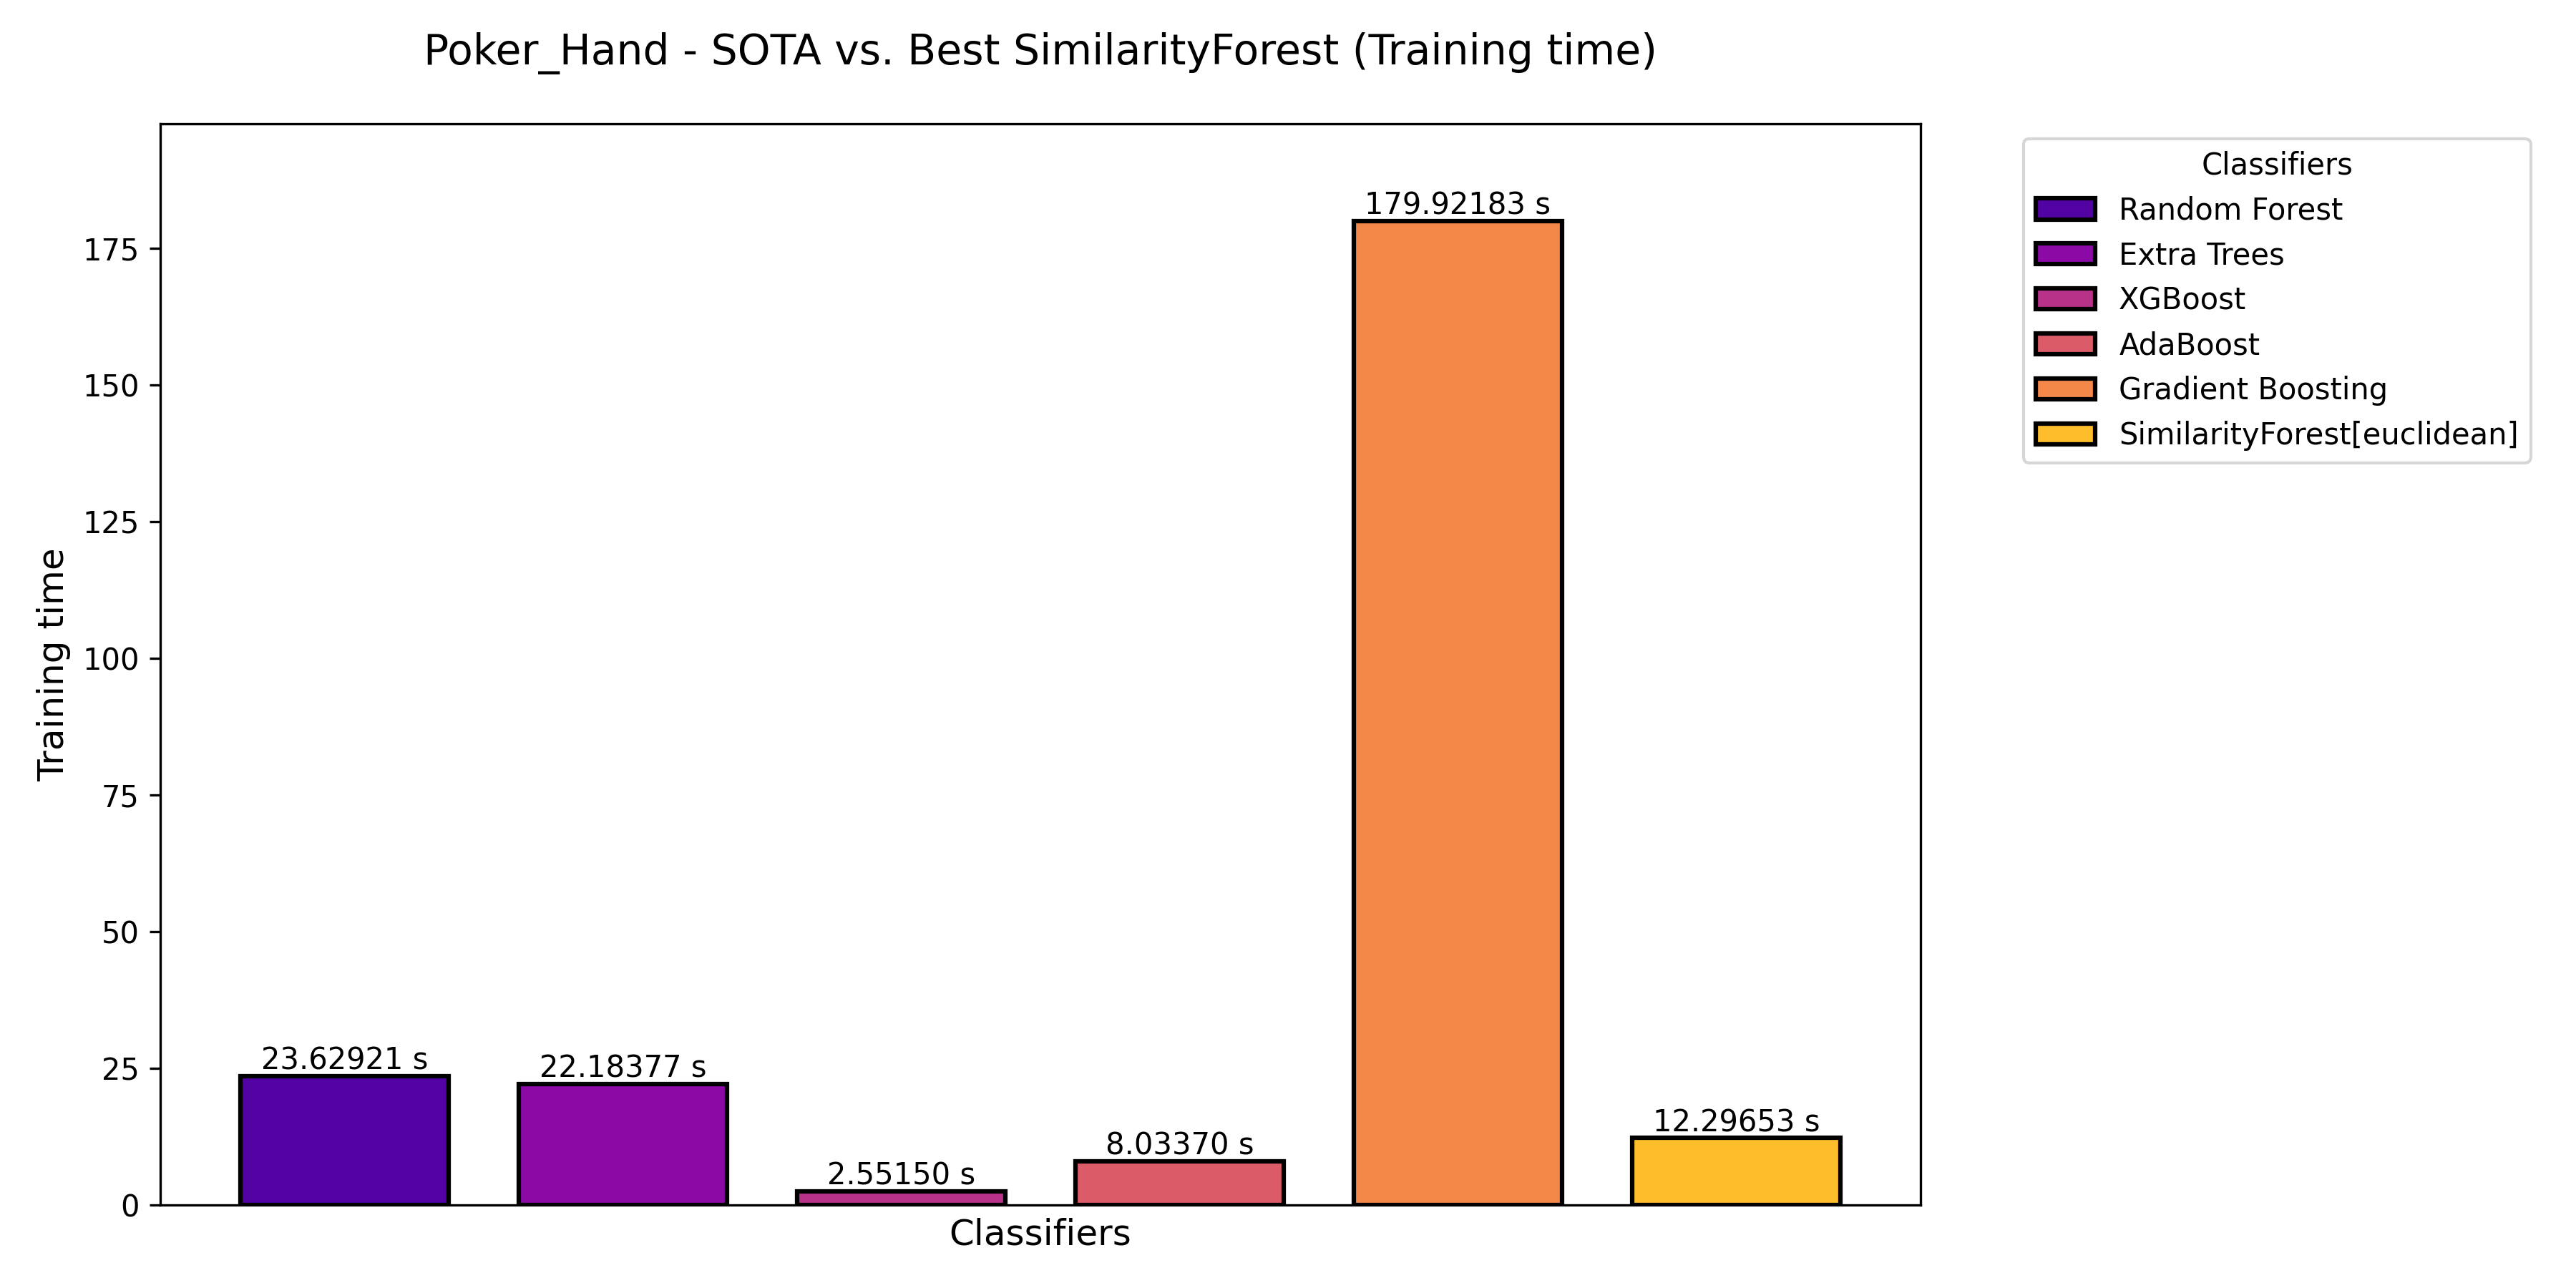 Poker_Hand - SOTA vs. Best SimilarityForest (Training time)
Training time
175
150
125
100
75
50
25
0
23.62921 s
22.18377 s
2.55150 s
8.03370 s
179.92183 s
12.29653 s
Classifiers
Classifiers
Random Forest
Extra Trees
XGBoost
AdaBoost
Gradient Boosting
SimilarityForest[euclidean]